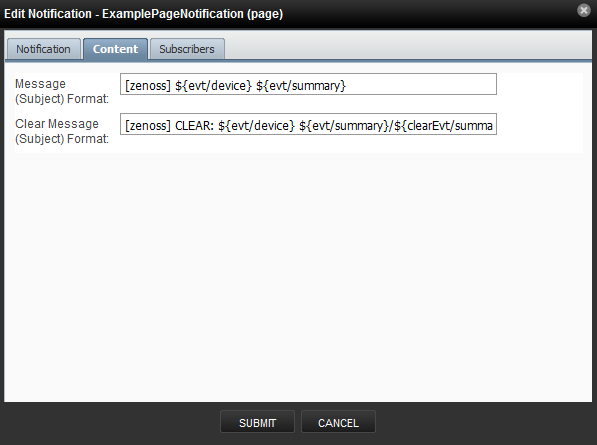 Edit Notification - ExamplePageNotification (page)
Notification Content Subscribers
Message
(Subject) Format:
[zenoss] ${evt/device} ${evt/summary}
Clear Message
(Subject) Format:
[zenoss] CLEAR: ${evt/device} ${evt/summary}/${clearEvt/summa
SUBMIT CANCEL